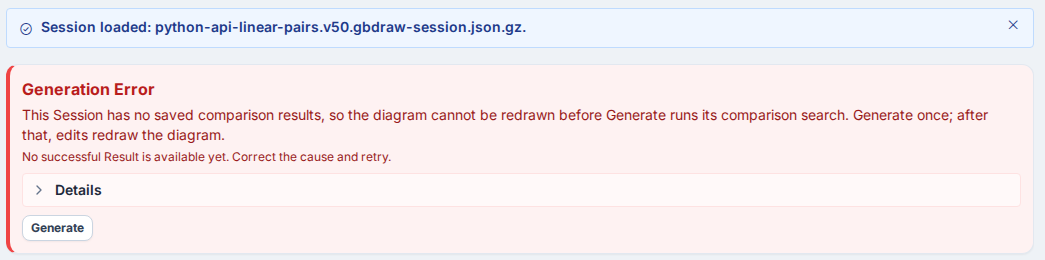 Session loaded: python-api-linear-pairs.v50.gbdraw-session.json.gz.
Generation Error
This Session has no saved comparison results, so the diagram cannot be redrawn before Generate runs its comparison search. Generate once; after
that, edits redraw the diagram.
No successful Result is available yet. Correct the cause and retry.
Details
Generate